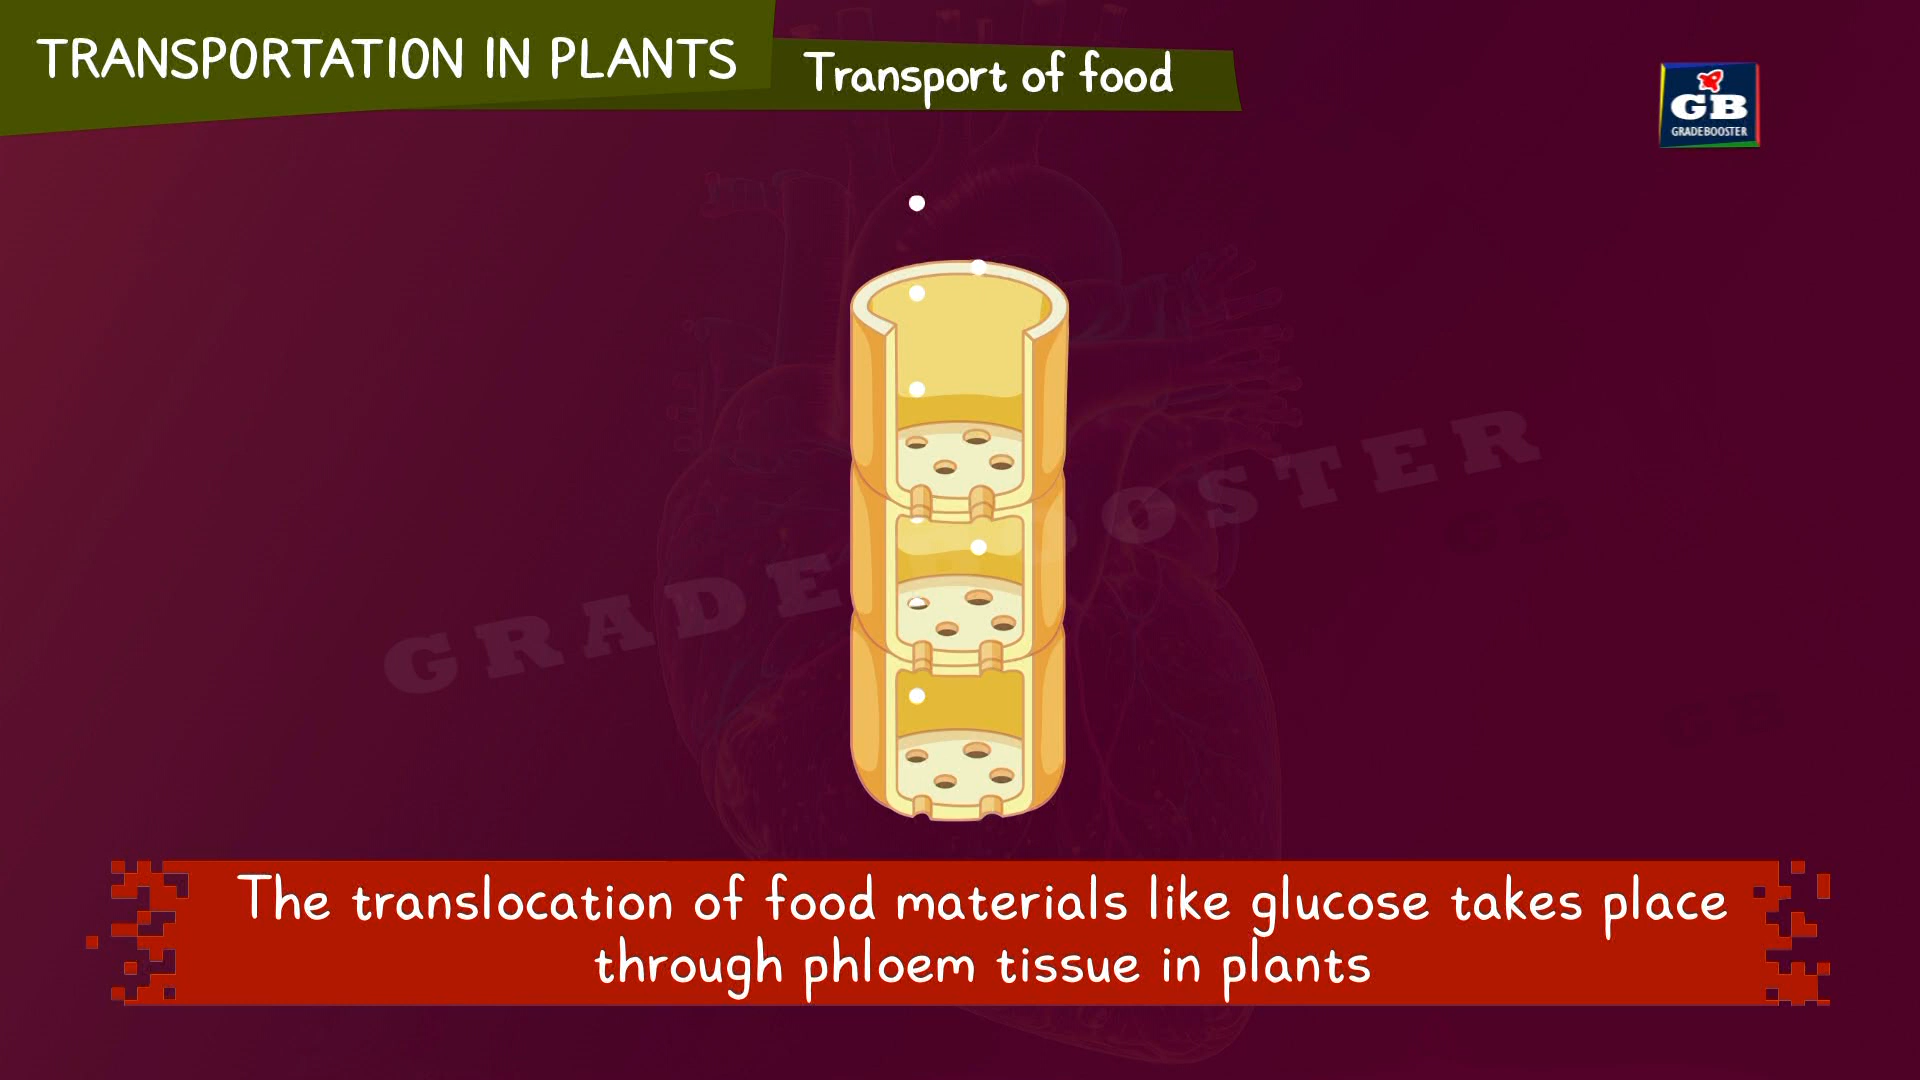 TRANSPORTATION IN PLANTS
Transport of food
GB
GRADEBOOSTER
GRADEBOOSTER
The translocation of food materials like glucose takes place
through phloem tissue in plants